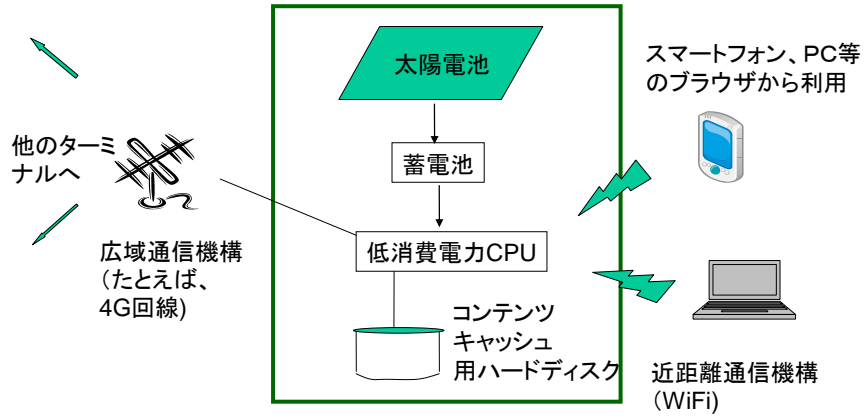 太陽電池
蓄電池
低消費電力CPU
コンテンツ
キャッシュ
用ハードディスク
他のターミ
ナルへ
広域通信機構
(たとえば、
4G回線)
スマートフォン、PC等
のブラウザから利用
近距離通信機構
(WiFi)